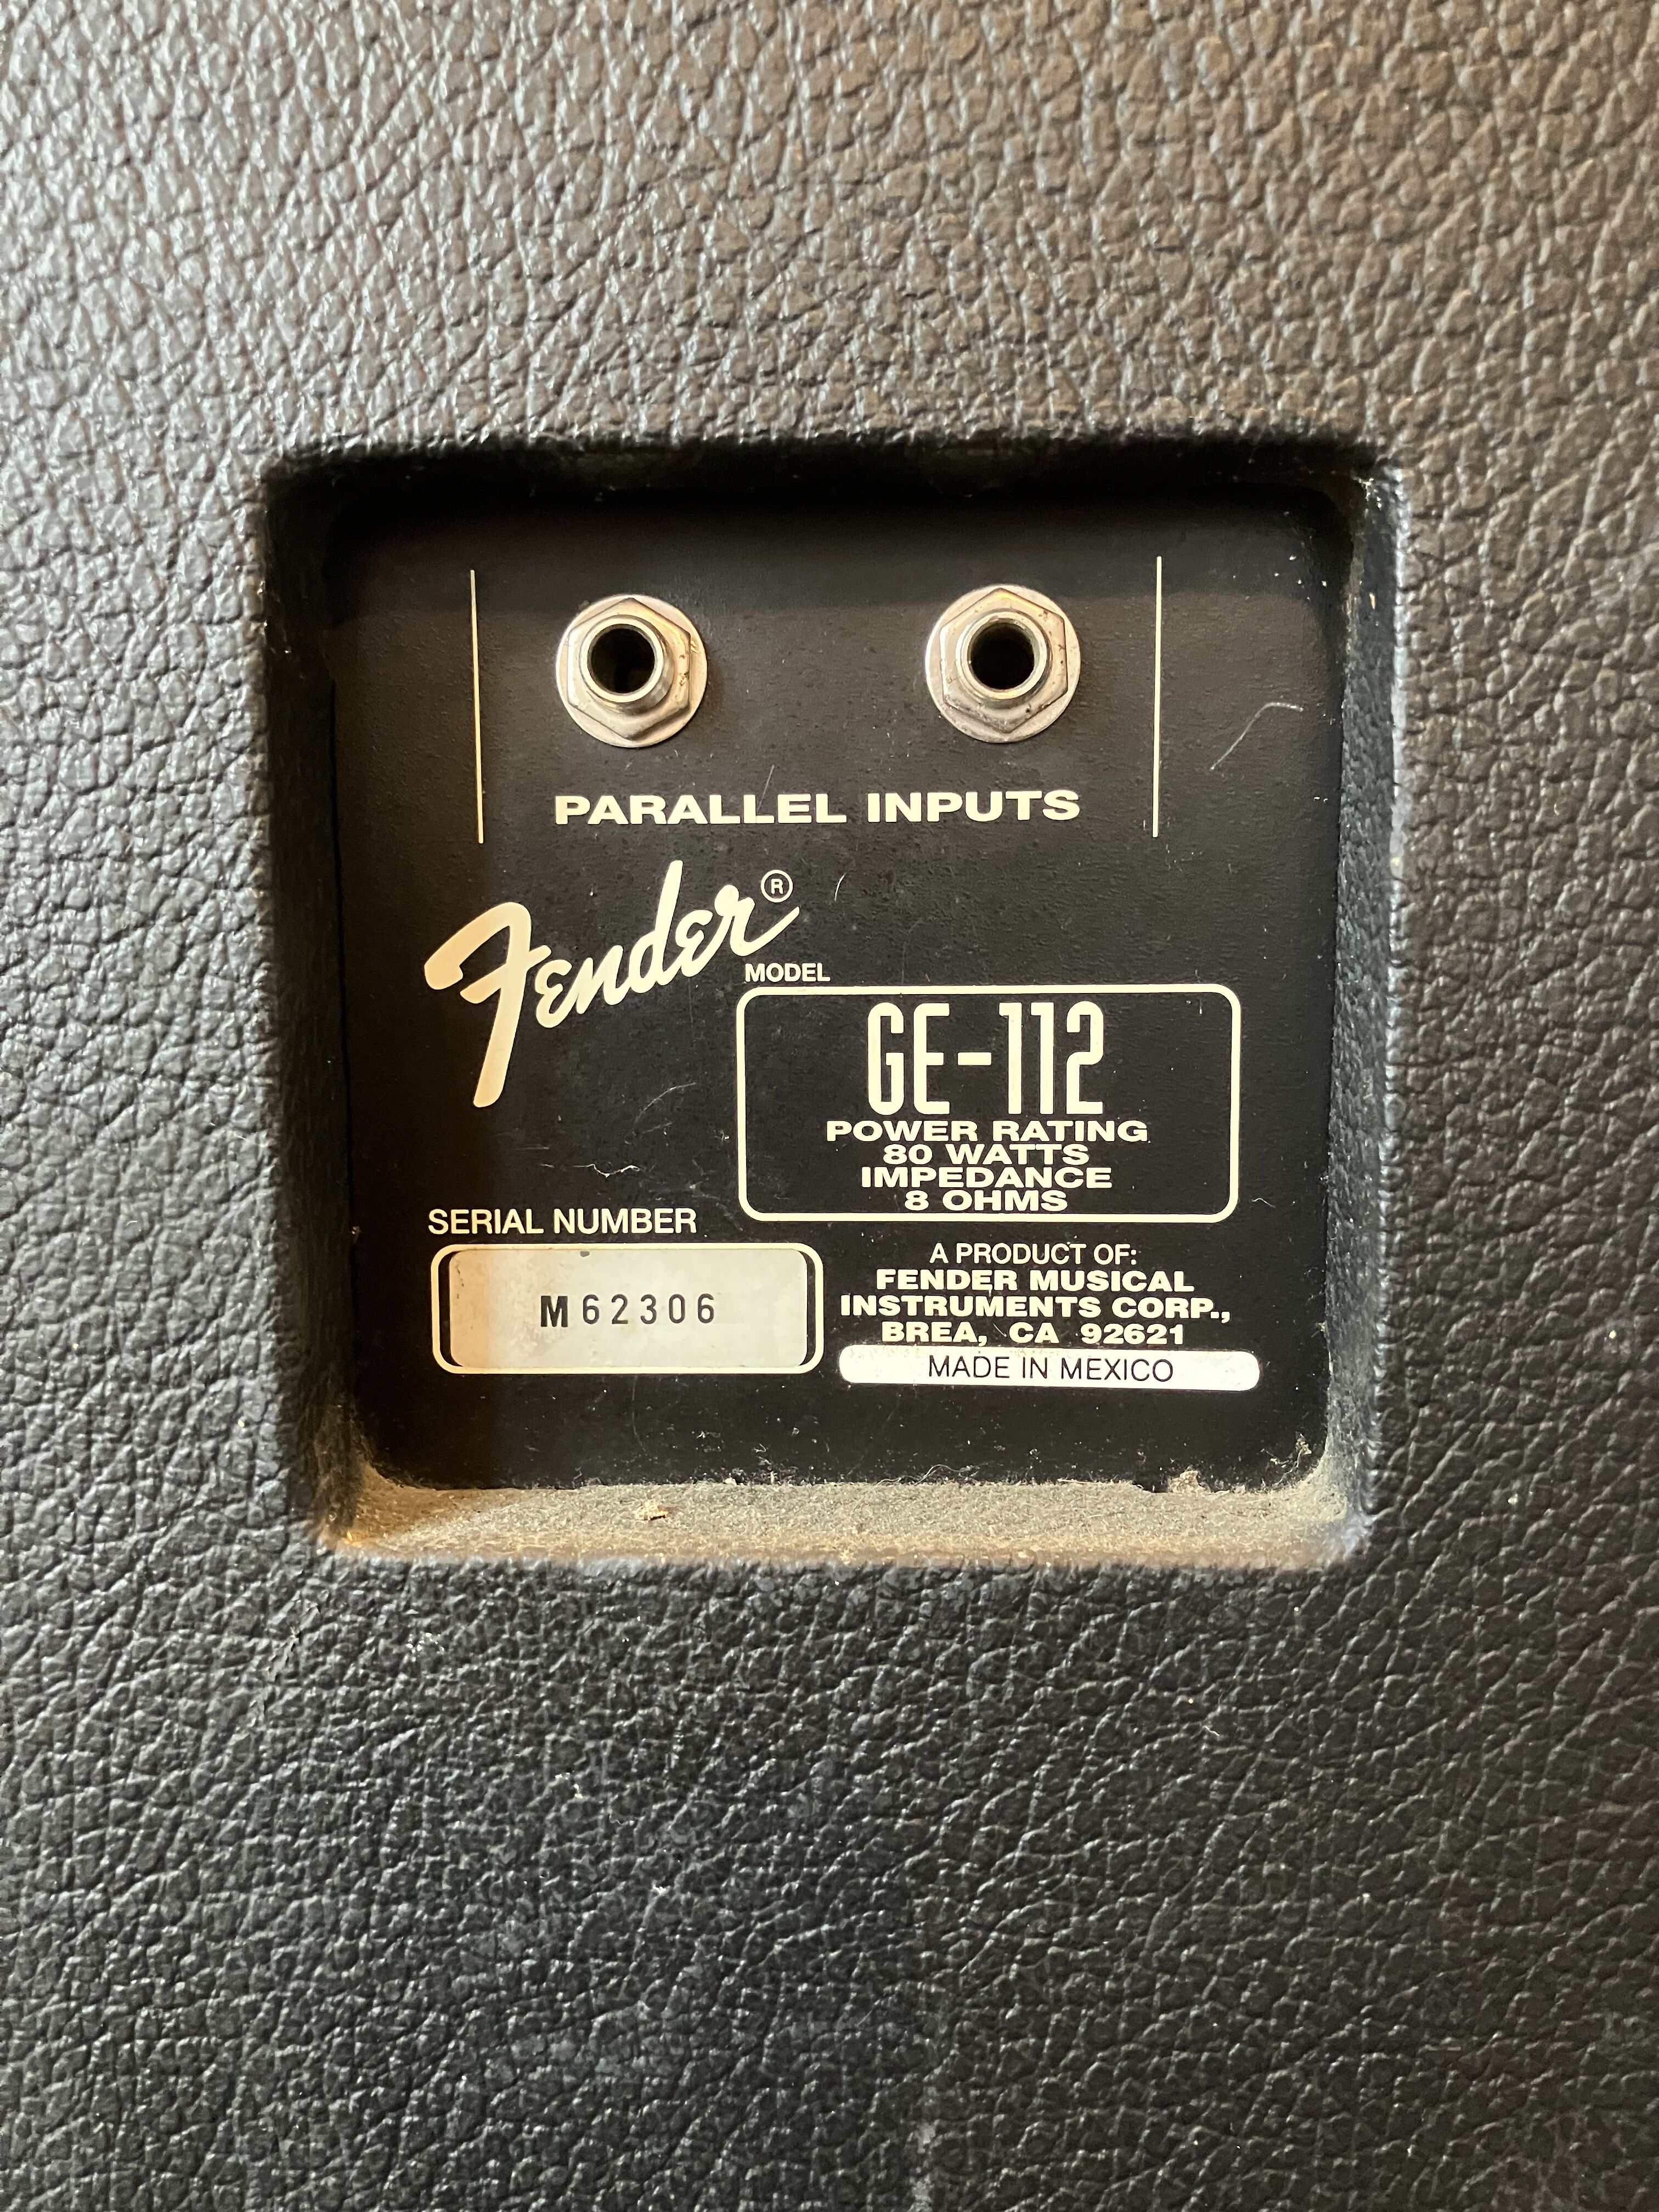 PARALLEL INPUTS
Fender®
MODEL
GE-112
POWER RATING
80 WATTS
IMPEDANCE
8 OHMS
SERIAL NUMBER
M62306
A PRODUCT OF:
FENDER MUSICAL
INSTRUMENTS CORP.,
BREA, CA 92621
MADE IN MEXICO